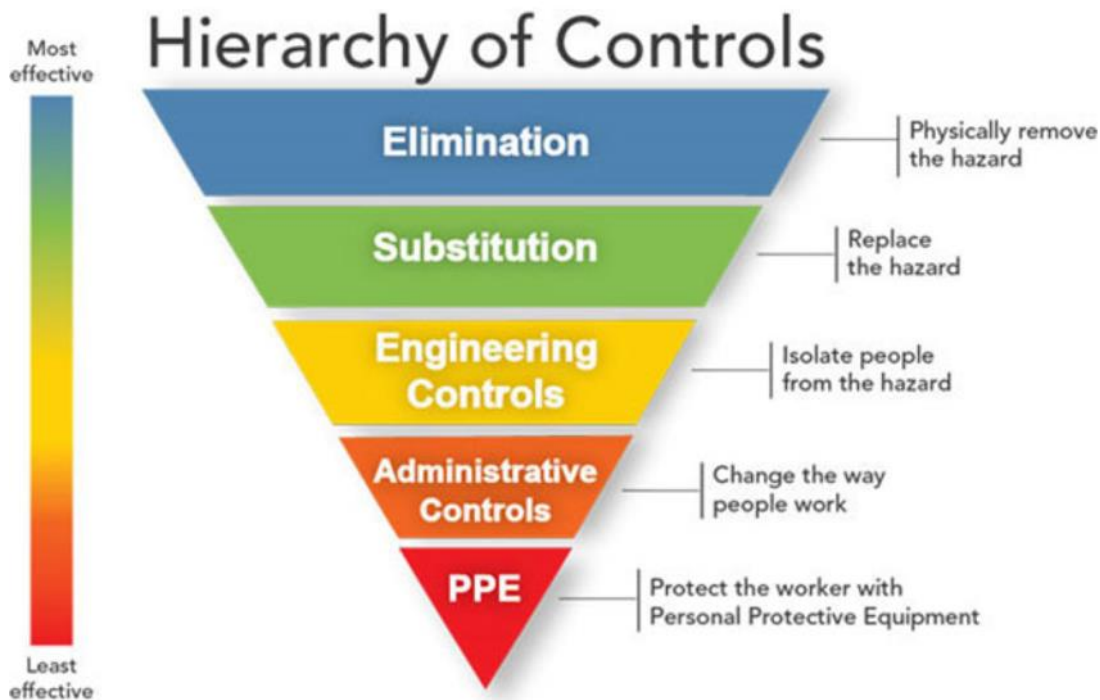 Hierarchy of Controls
Most
effective
Elimination
Physically remove
the hazard
Substitution
Replace
the hazard
Engineering
Controls
Isolate people
from the hazard
Administrative
Controls
Change the way
people work
PPE
Protect the worker with
Personal Protective Equipment
Least
effective